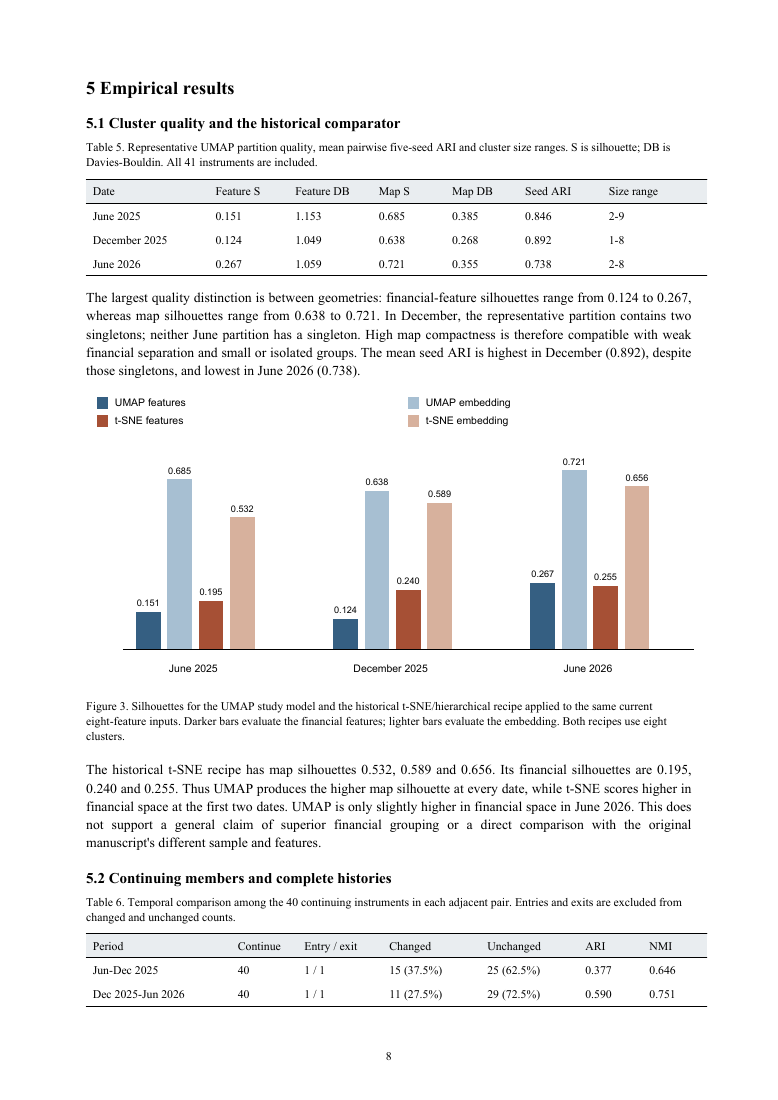 5 Empirical results
5.1 Cluster quality and the historical comparator
Table 5. Representative UMAP partition quality, mean pairwise five-seed ARI and cluster size ranges. S is silhouette; DB is
Davies-Bouldin. All 41 instruments are included.
Date Feature S Feature DB Map S Map DB Seed ARI Size range
June 2025 0.151 1.153 0.685 0.385 0.846 2-9
December 2025 0.124 1.049 0.638 0.268 0.892 1-8
June 2026 0.267 1.059 0.721 0.355 0.738 2-8
The largest quality distinction is between geometries: financial-feature silhouettes range from 0.124 to 0.267,
whereas map silhouettes range from 0.638 to 0.721. In December, the representative partition contains two
singletons; neither June partition has a singleton. High map compactness is therefore compatible with weak
financial separation and small or isolated groups. The mean seed ARI is highest in December (0.892), despite
those singletons, and lowest in June 2026 (0.738).
UMAP features UMAP embedding
t-SNE features t-SNE embedding
0.151 0.685 0.195 0.532
0.124 0.638 0.240 0.589
0.267 0.721 0.255 0.656
June 2025 December 2025 June 2026
Figure 3. Silhouettes for the UMAP study model and the historical t-SNE/hierarchical recipe applied to the same current
eight-feature inputs. Darker bars evaluate the financial features; lighter bars evaluate the embedding. Both recipes use eight
clusters.
The historical t-SNE recipe has map silhouettes 0.532, 0.589 and 0.656. Its financial silhouettes are 0.195,
0.240 and 0.255. Thus UMAP produces the higher map silhouette at every date, while t-SNE scores higher in
financial space at the first two dates. UMAP is only slightly higher in financial space in June 2026. This does
not support a general claim of superior financial grouping or a direct comparison with the original
manuscript's different sample and features.
5.2 Continuing members and complete histories
Table 6. Temporal comparison among the 40 continuing instruments in each adjacent pair. Entries and exits are excluded from
changed and unchanged counts.
Period Continue Entry / exit Changed Unchanged ARI NMI
Jun-Dec 2025 40 1 / 1 15 (37.5%) 25 (62.5%) 0.377 0.646
Dec 2025-Jun 2026 40 1 / 1 11 (27.5%) 29 (72.5%) 0.590 0.751
8